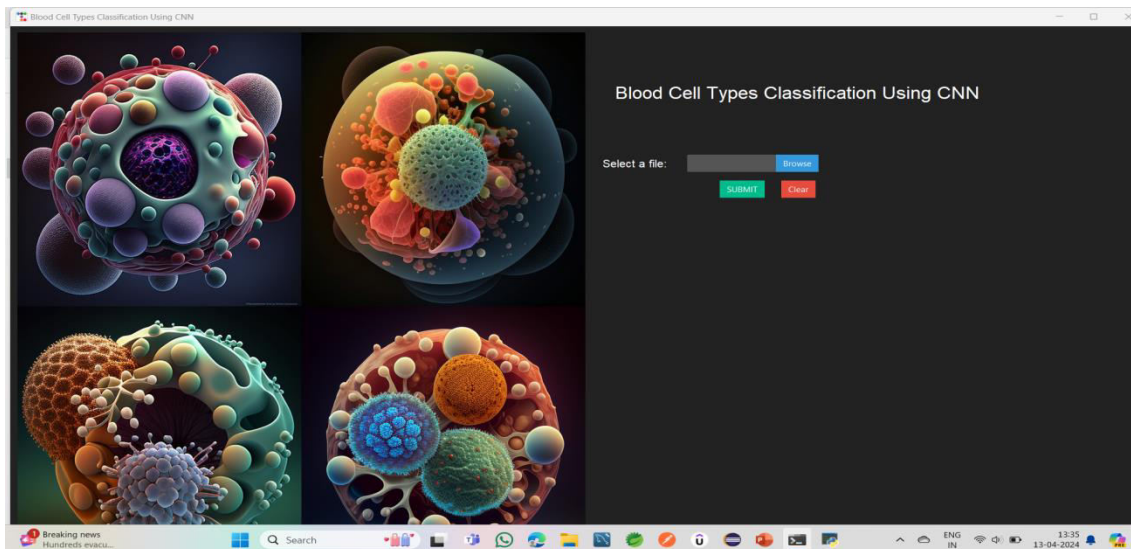 Blood Cell Types Classification Using CNN
Blood Cell Types Classification Using CNN
Select a file:
Browse
SUBMIT
Clear
Breaking news
Hundreds evacu...
Search
ENG
IN
13:35
13-04-2024